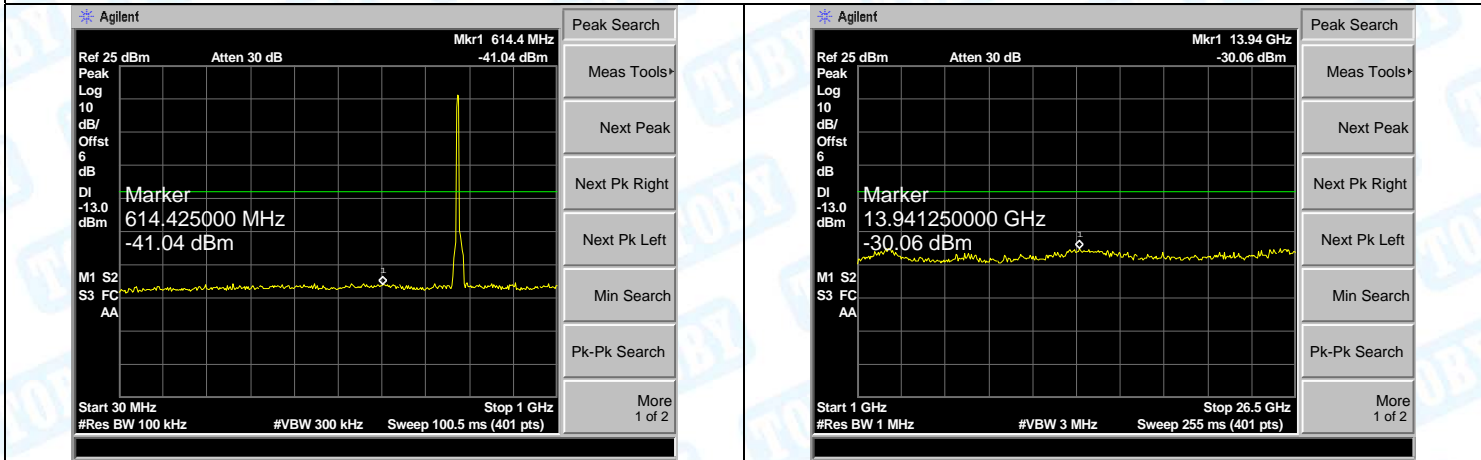 Agilent
Peak Search
Mkr1 614.4 MHz
Ref 25 dBm Atten 30 dB -41.04 dBm
Peak
Log
10
dB/
Offst
6
dB
DI
-13.0
dBm
Marker
614.425000 MHz
-41.04 dBm
1
M1 S2
S3 FC
AA
Start 30 MHz Stop 1 GHz
#Res BW 100 kHz #VBW 300 kHz Sweep 100.5 ms (401 pts)
Meas Tools
Next Peak
Next Pk Right
Next Pk Left
Min Search
Pk-Pk Search
More
1 of 2
Agilent
Peak Search
Mkr1 13.94 GHz
Ref 25 dBm Atten 30 dB -30.06 dBm
Peak
Log
10
dB/
Offst
6
dB
DI
-13.0
dBm
Marker
13.941250000 GHz
-30.06 dBm
1
M1 S2
S3 FC
AA
Start 1 GHz Stop 26.5 GHz
#Res BW 1 MHz #VBW 3 MHz Sweep 255 ms (401 pts)
Meas Tools
Next Peak
Next Pk Right
Next Pk Left
Min Search
Pk-Pk Search
More
1 of 2
TOBY
TOBY